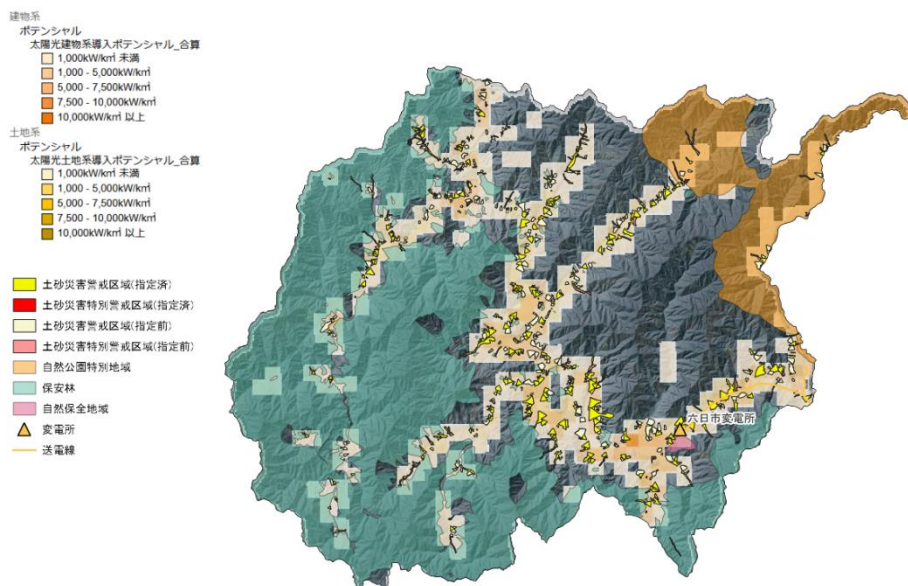 建物系
ポテンシャル
太陽光建物系導入ポテンシャル_合算
1,000kW/k㎡ 未満
1,000 - 5,000kW/k㎡
5,000 - 7,500kW/k㎡
7,500 - 10,000kW/k㎡
10,000kW/k㎡ 以上
土地系
ポテンシャル
太陽光土地系導入ポテンシャル_合算
1,000kW/k㎡ 未満
1,000 - 5,000kW/k㎡
5,000 - 7,500kW/k㎡
7,500 - 10,000kW/k㎡
10,000kW/k㎡ 以上
土砂災害警戒区域(指定済)
土砂災害特別警戒区域(指定済)
土砂災害警戒区域(指定前)
土砂災害特別警戒区域(指定前)
自然公園特別地域
保安林
自然保全地域
変電所
送電線
六日市変電所